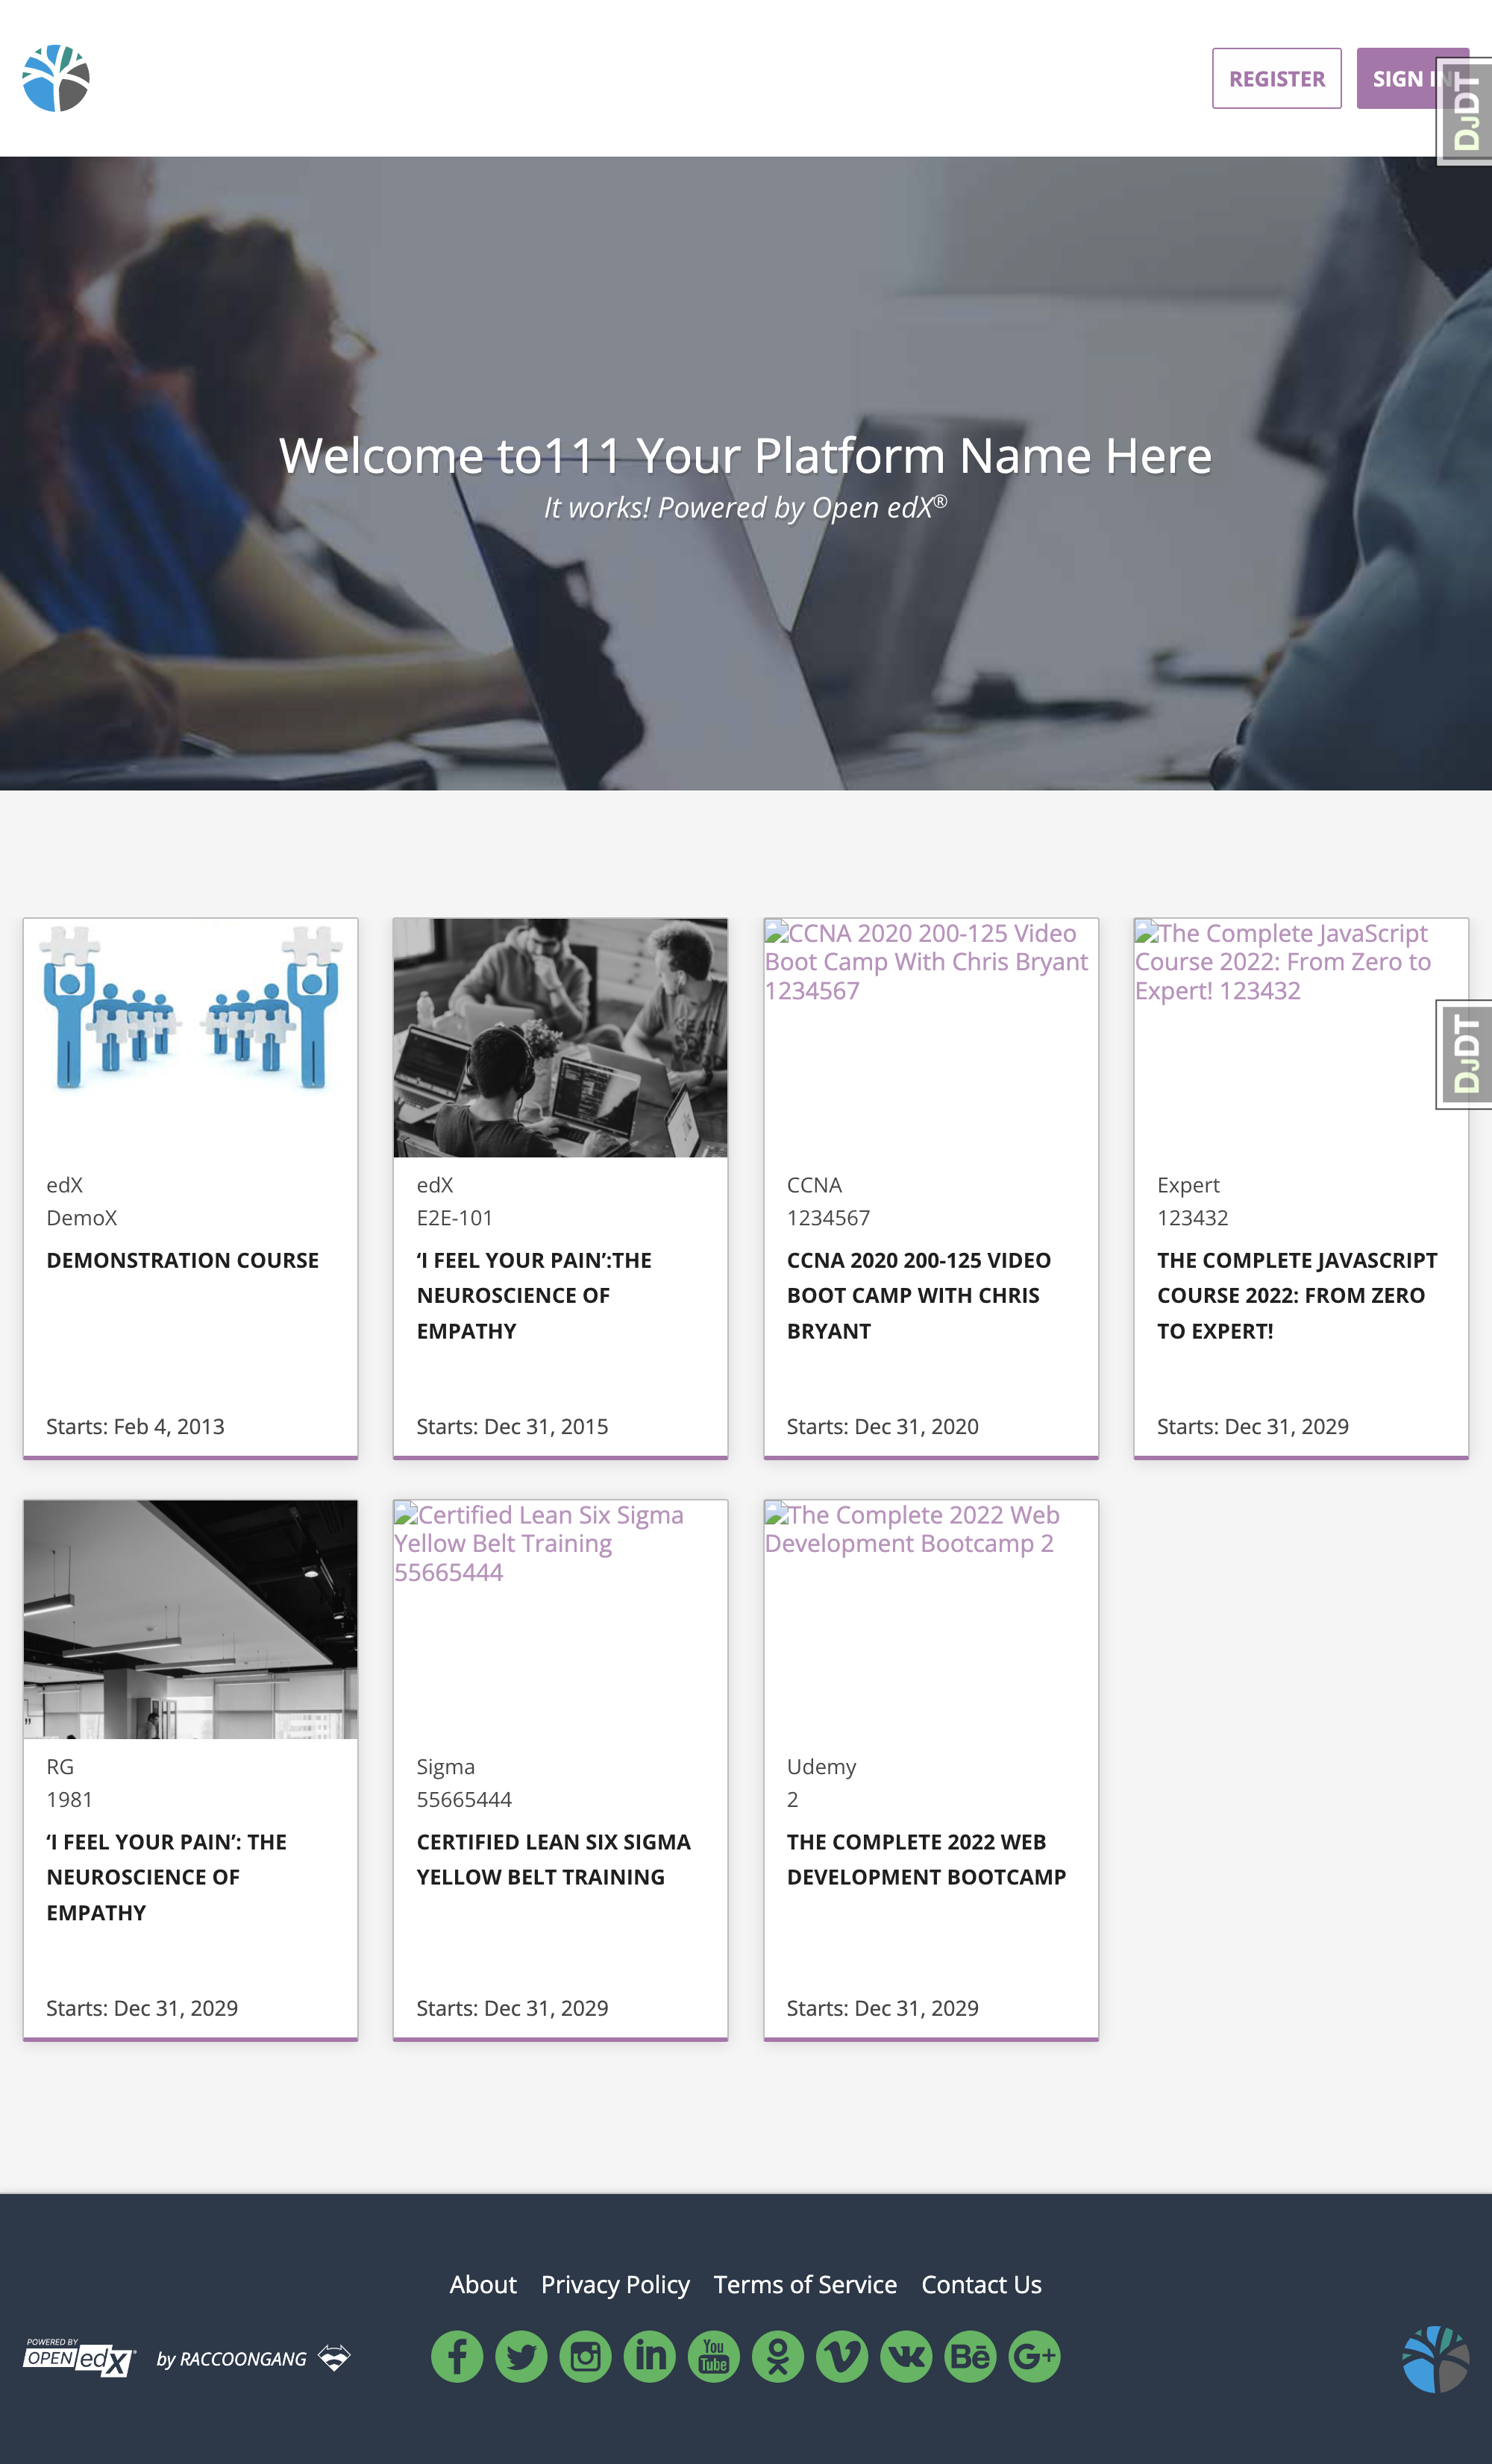 REGISTER
SIGN IN
DJDT
Welcome to111 Your Platform Name Here
It works! Powered by Open edX®
CCNA 2020 200-125 Video
Boot Camp With Chris Bryant
1234567
The Complete JavaScript
Course 2022: From Zero to
Expert! 123432
DJDT
edX
DemoX
DEMONSTRATION COURSE
Starts: Feb 4, 2013
edX
E2E-101
‘I FEEL YOUR PAIN’:THE
NEUROSCIENCE OF
EMPATHY
Starts: Dec 31, 2015
CCNA
1234567
CCNA 2020 200-125 VIDEO
BOOT CAMP WITH CHRIS
BRYANT
Starts: Dec 31, 2020
Expert
123432
THE COMPLETE JAVASCRIPT
COURSE 2022: FROM ZERO
TO EXPERT!
Starts: Dec 31, 2029
RG
1981
‘I FEEL YOUR PAIN’: THE
NEUROSCIENCE OF
EMPATHY
Starts: Dec 31, 2029
Certified Lean Six Sigma
Yellow Belt Training
55665444
Sigma
55665444
CERTIFIED LEAN SIX SIGMA
YELLOW BELT TRAINING
Starts: Dec 31, 2029
The Complete 2022 Web
Development Bootcamp 2
Udemy
2
THE COMPLETE 2022 WEB
DEVELOPMENT BOOTCAMP
Starts: Dec 31, 2029
About Privacy Policy Terms of Service Contact Us
POWERED BY
OPEN edX
by RACCOONGANG
in
You
Tube
Bē
G+